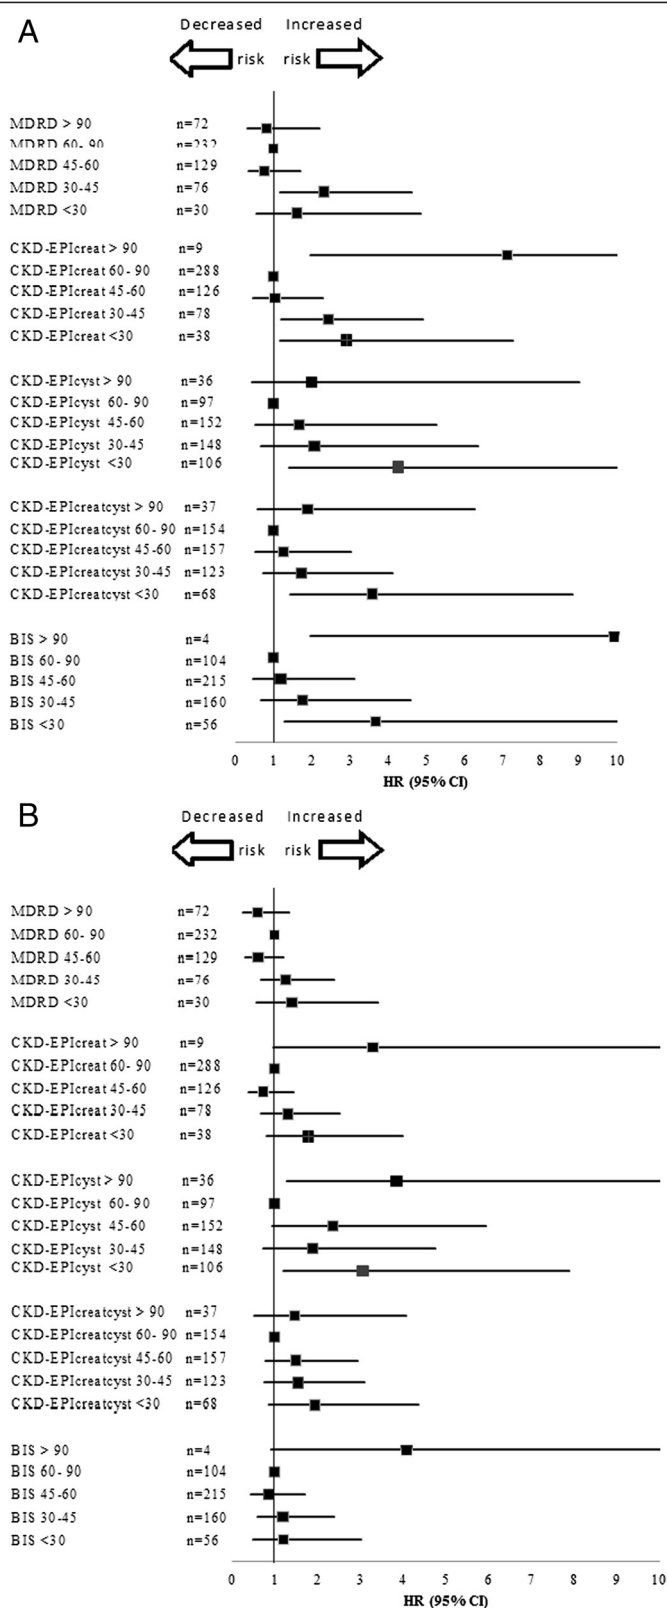 A
Decreased Increased
risk risk
MDRD > 90 n=72
MDRD 60-90 n=232
MDRD 45-60 n=129
MDRD 30-45 n=76
MDRD <30 n=30
CKD-EPIcreat > 90 n=9
CKD-EPIcreat 60-90 n=288
CKD-EPIcreat 45-60 n=126
CKD-EPIcreat 30-45 n=78
CKD-EPIcreat <30 n=38
CKD-EPIcyst > 90 n=36
CKD-EPIcyst 60-90 n=97
CKD-EPIcyst 45-60 n=152
CKD-EPIcyst 30-45 n=148
CKD-EPIcyst <30 n=106
CKD-EPIcreatcyst > 90 n=37
CKD-EPIcreatcyst 60-90 n=154
CKD-EPIcreatcyst 45-60 n=157
CKD-EPIcreatcyst 30-45 n=123
CKD-EPIcreatcyst <30 n=68
BIS > 90 n=4
BIS 60-90 n=104
BIS 45-60 n=215
BIS 30-45 n=160
BIS <30 n=56
0 1 2 3 4 5 6 7 8 9 10
HR (95% CI)
B
Decreased Increased
risk risk
MDRD > 90 n=72
MDRD 60-90 n=232
MDRD 45-60 n=129
MDRD 30-45 n=76
MDRD <30 n=30
CKD-EPIcreat > 90 n=9
CKD-EPIcreat 60-90 n=288
CKD-EPIcreat 45-60 n=126
CKD-EPIcreat 30-45 n=78
CKD-EPIcreat <30 n=38
CKD-EPIcyst > 90 n=36
CKD-EPIcyst 60-90 n=97
CKD-EPIcyst 45-60 n=152
CKD-EPIcyst 30-45 n=148
CKD-EPIcyst <30 n=106
CKD-EPIcreatcyst > 90 n=37
CKD-EPIcreatcyst 60-90 n=154
CKD-EPIcreatcyst 45-60 n=157
CKD-EPIcreatcyst 30-45 n=123
CKD-EPIcreatcyst <30 n=68
BIS > 90 n=4
BIS 60-90 n=104
BIS 45-60 n=215
BIS 30-45 n=160
BIS <30 n=56
0 1 2 3 4 5 6 7 8 9 10
HR (95% CI)